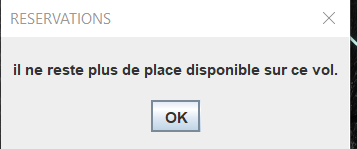 RESERVATIONS
il ne reste plus de place disponible sur ce vol.
OK